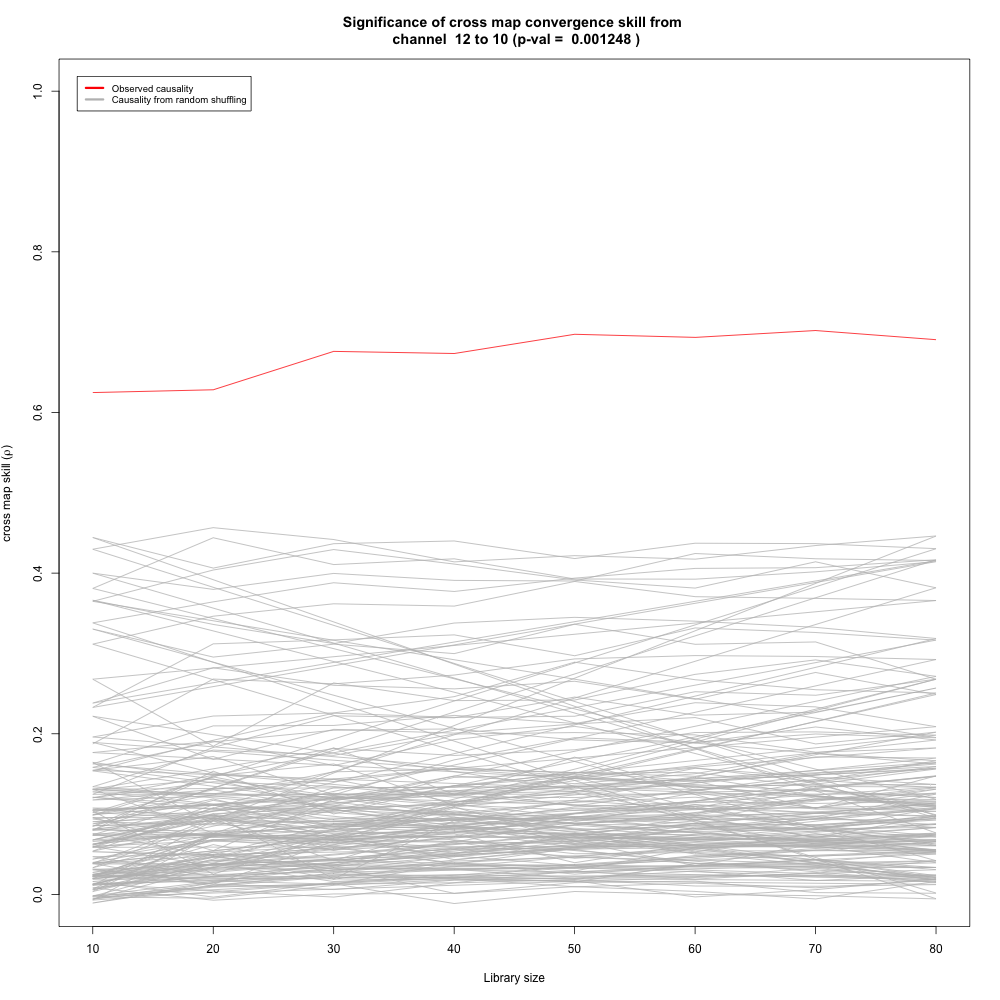 Significance of cross map convergence skill from
channel  12 to 10 (p-val =  0.001248 )
Observed causality
Causality from random shuffling
cross map skill (ρ)
1.0
0.8
0.6
0.4
0.2
0.0
10 20 30 40 50 60 70 80
Library size